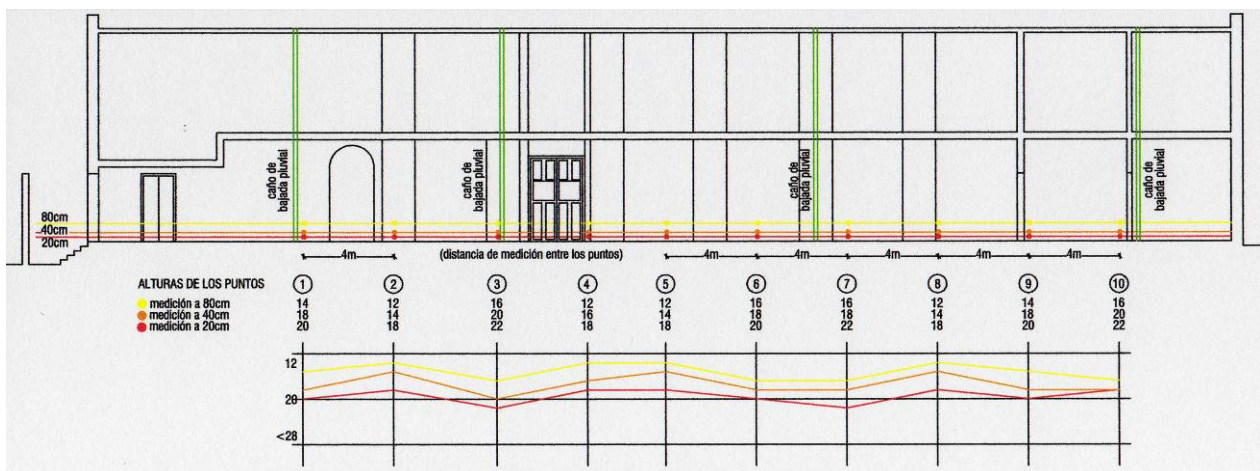 caño de
bajada pluvial
caño de
bajada pluvial
caño de
bajada pluvial
caño de
bajada pluvial
80cm
40cm
20cm
4m
(distancia de medición entre los puntos)
4m
4m
4m
4m
4m
ALTURAS DE LOS PUNTOS
medición a 80cm
medición a 40cm
medición a 20cm
1 2 3 4 5 6 7 8 9 10
14 12 16 12 12 16 16 12 14 16
18 14 20 16 14 18 18 14 18 20
20 18 22 18 18 20 22 18 20 22
12
20
<28